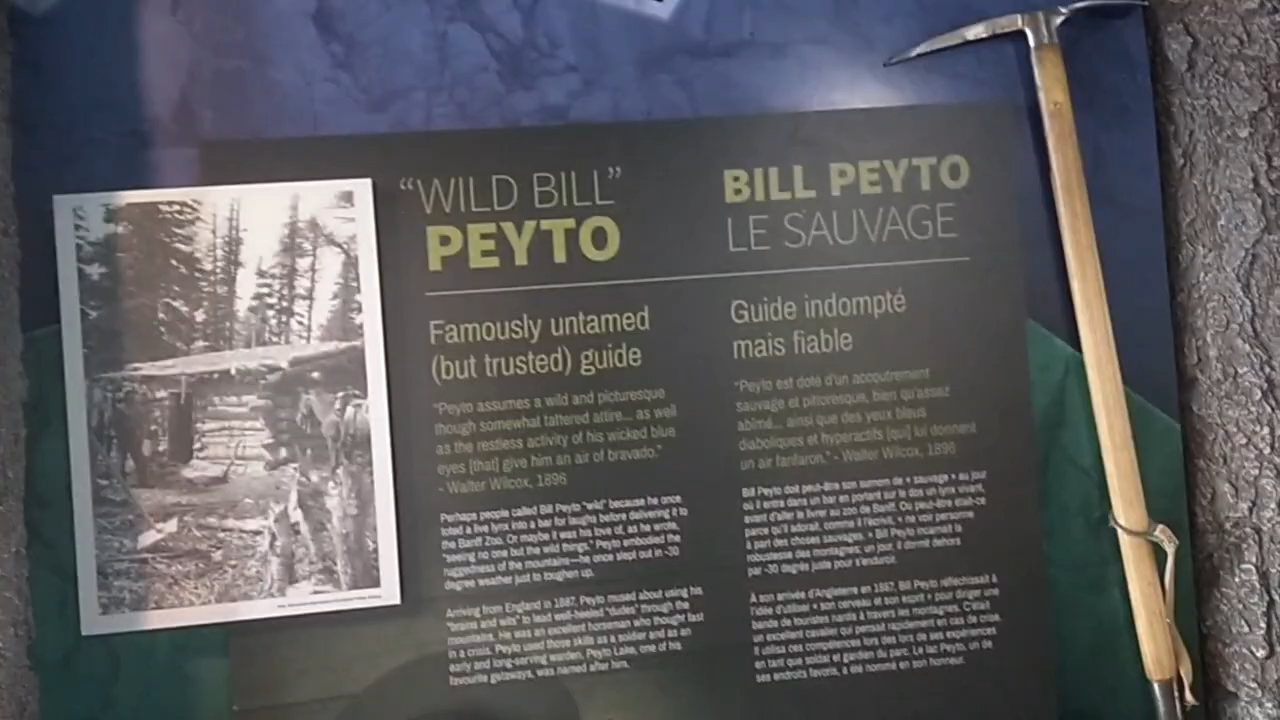 "WILD BILL"
PEYTO
Famously untamed
(but trusted) guide
"Peyto assumes a wild and picturesque
though somewhat tattered attire... as well
as the restless activity of his wicked blue
eyes [that] give him an air of bravado."
- Walter Wilcox, 1896
Perhaps people called Bill Peyto "wild" because he once
toted a live lynx into a bar for laughs before delivering it to
the Banff Zoo. Or maybe it was his love of, as he wrote,
"seeing no one but the wild things." Peyto embodied the
ruggedness of the mountains—he once slept out in -30
degree weather just to toughen up.
Arriving from England in 1887, Peyto mused about using his
"brains and wits" to lead well-heeled "dudes" through the
mountains. He was an excellent horseman who thought fast
in a crisis. Peyto used those skills as a soldier and as an
early and long-serving warden. Peyto Lake, one of his
favourite getaways, was named after him.
BILL PEYTO
LE SAUVAGE
Guide indompté
mais fiable
"Peyto est doté d'un accoutrement
sauvage et pittoresque, bien qu'assez
abîmé... ainsi que des yeux bleus
diaboliques et hyperactifs [qui] lui donnent
un air fanfaron." - Walter Wilcox, 1896
Bill Peyto doit peut-être son surnom de « sauvage » au jour
où il entra dans un bar en portant sur le dos un lynx vivant,
avant d'aller le livrer au zoo de Banff. Ou peut-être est-ce
parce qu'il adorait, comme il l'écrivit, « ne voir personne
à part des choses sauvages. » Bill Peyto incarnait la
robustesse des montagnes; un jour, il dormit dehors
par -30 degrés juste pour s'endurcir.
À son arrivée d'Angleterre en 1887, Bill Peyto réfléchissait à
l'idée d'utiliser « son cerveau et son esprit » pour diriger une
bande de touristes nantis à travers les montagnes. C'était
un excellent cavalier qui pensait rapidement en cas de crise.
Il utilisa ces compétences lors des lors de ses expériences
en tant que soldat et gardien du parc. Le lac Peyto, un de
ses endroits favoris, a été nommé en son honneur.